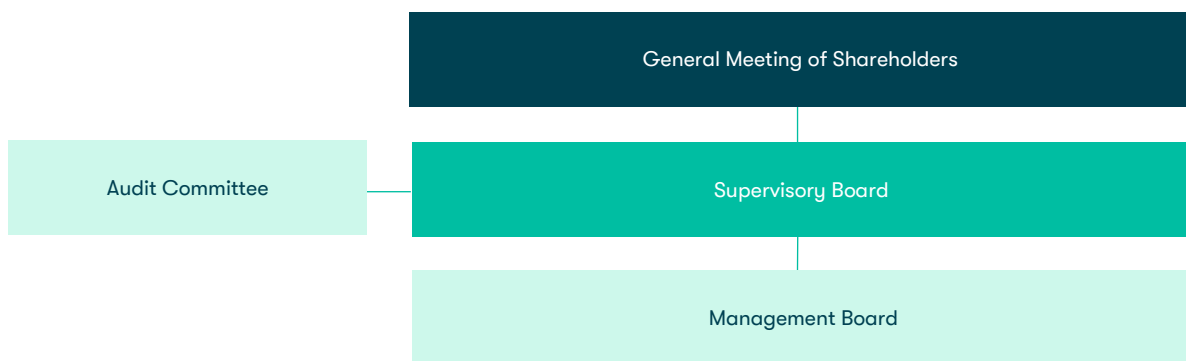 General Meeting of Shareholders
Audit Committee
Supervisory Board
Management Board